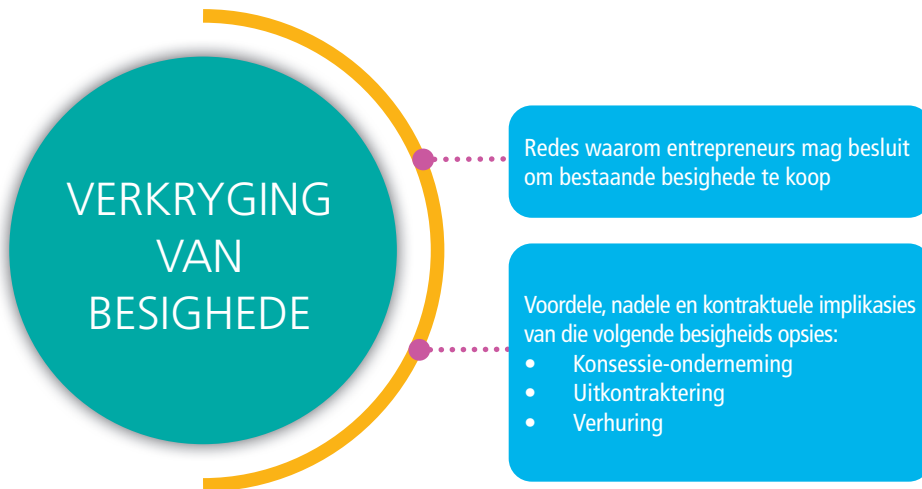 VERKRYGING
VAN
BESIGHEDE
Redes waarom entrepreneurs mag besluit
om bestaande besighede te koop
Voordele, nadele en kontraktuele implikasies
van die volgende besigheids opsies:
• Konsessie-onderneming
• Uitkontraktering
• Verhuring